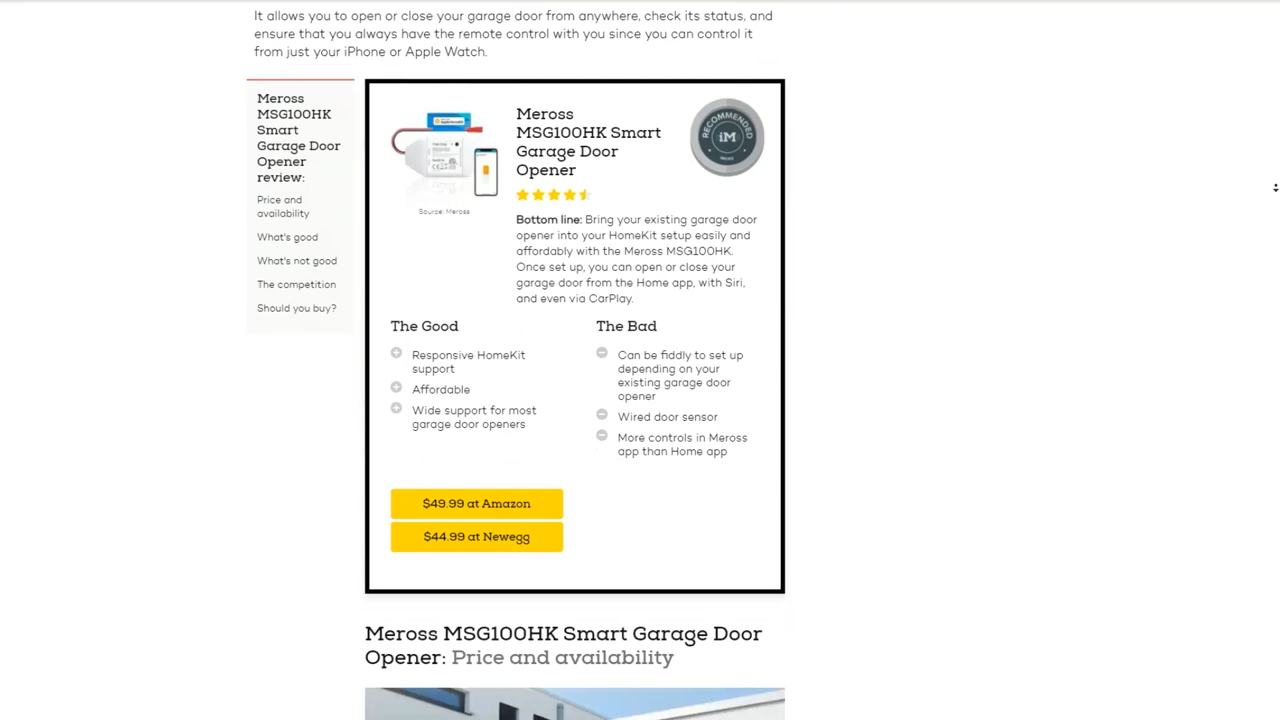 It allows you to open or close your garage door from anywhere, check its status, and
ensure that you always have the remote control with you since you can control it
from just your iPhone or Apple Watch.
Meross
MSG100HK
Smart
Garage Door
Opener
review:
Price and
availability
What's good
What's not good
The competition
Should you buy?
Source: Meross
Meross
MSG100HK Smart
Garage Door
Opener
RECOMMENDED
iM
Bottom line: Bring your existing garage door
opener into your HomeKit setup easily and
affordably with the Meross MSG100HK.
Once set up, you can open or close your
garage door from the Home app, with Siri,
and even via CarPlay.
The Good
Responsive HomeKit
support
Affordable
Wide support for most
garage door openers
The Bad
Can be fiddly to set up
depending on your
existing garage door
opener
Wired door sensor
More controls in Meross
app than Home app
$49.99 at Amazon
$44.99 at Newegg
Meross MSG100HK Smart Garage Door
Opener: Price and availability